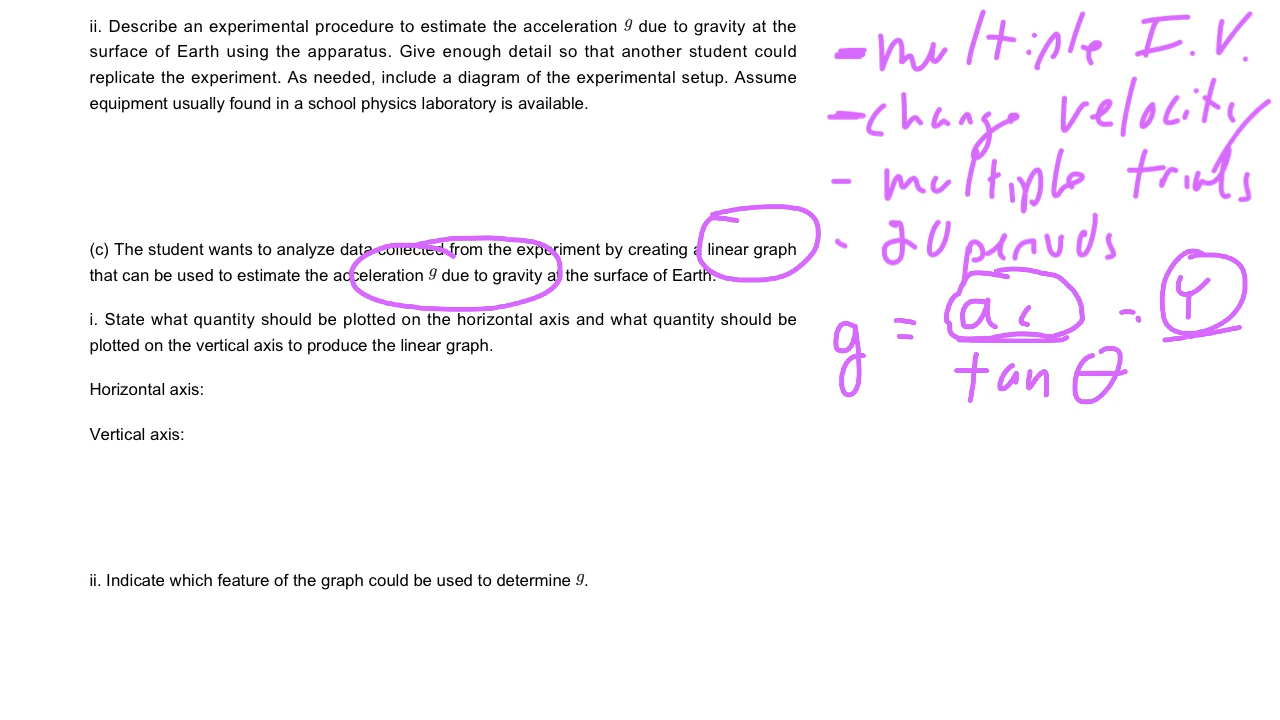 ii. Describe an experimental procedure to estimate the acceleration g due to gravity at the
surface of Earth using the apparatus. Give enough detail so that another student could
replicate the experiment. As needed, include a diagram of the experimental setup. Assume
equipment usually found in a school physics laboratory is available.
- multiple I.V.
- change velocity
- multiple trials
- 20 periods
(c) The student wants to analyze data collected from the experiment by creating a linear graph
that can be used to estimate the acceleration g due to gravity at the surface of Earth.
g = ac / tan θ
Y
i. State what quantity should be plotted on the horizontal axis and what quantity should be
plotted on the vertical axis to produce the linear graph.
Horizontal axis:
Vertical axis:
ii. Indicate which feature of the graph could be used to determine g.